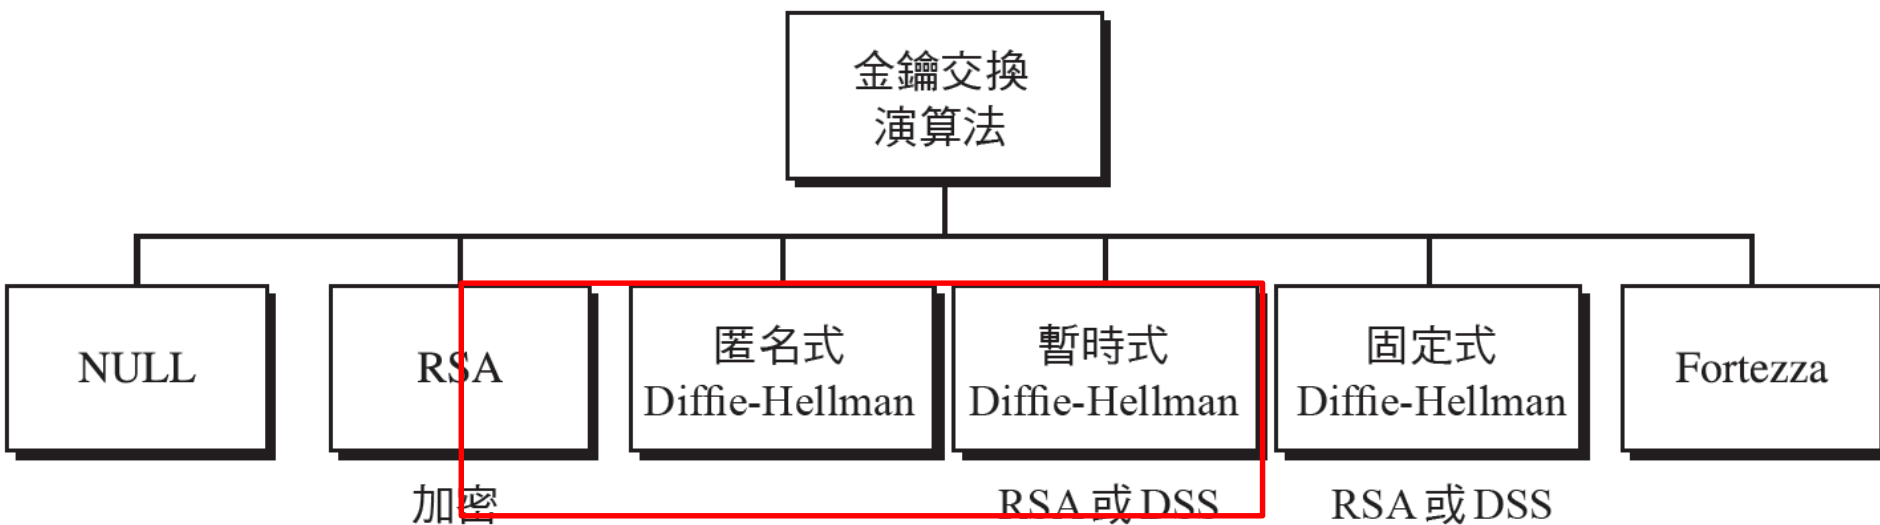 金鑰交換
演算法
NULL
RSA
匿名式
Diffie-Hellman
暫時式
Diffie-Hellman
固定式
Diffie-Hellman
Fortezza
加密
RSA 或 DSS
RSA 或 DSS